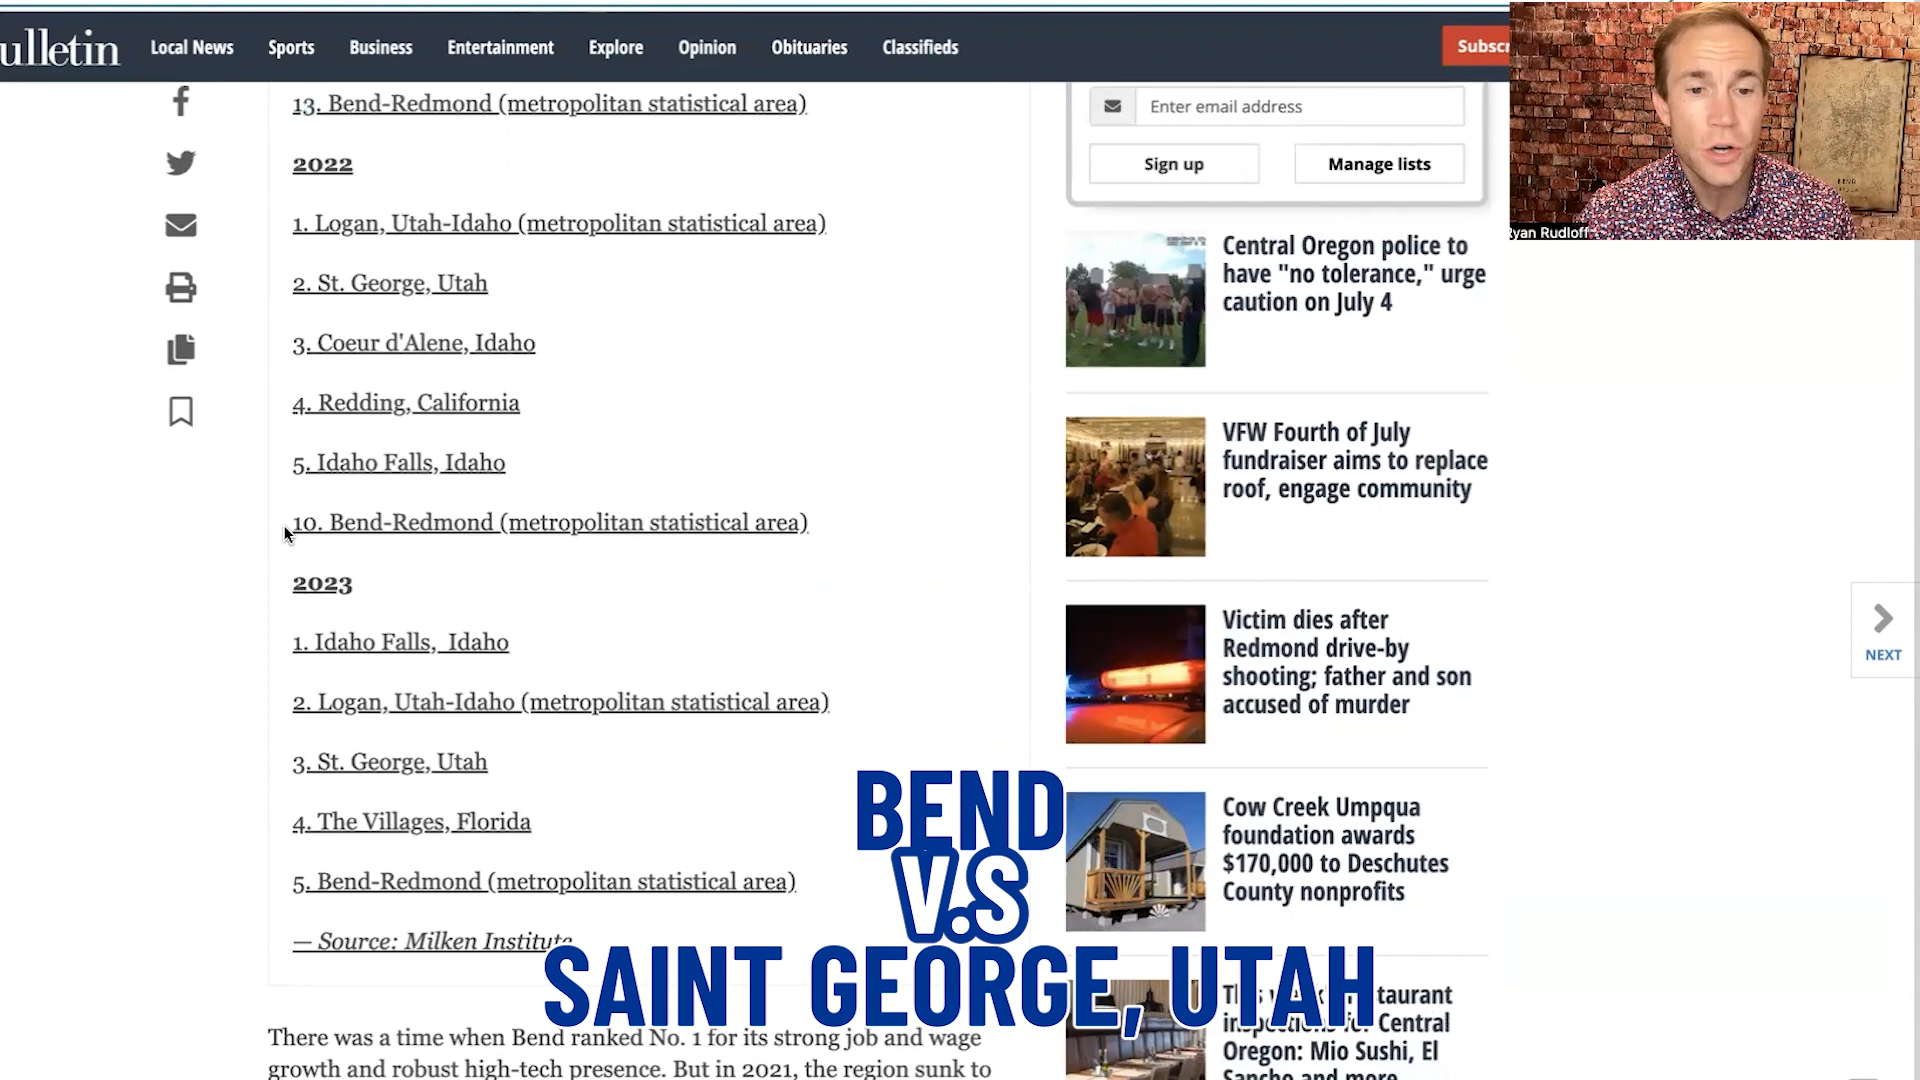 ulletin
Local News
Sports
Business
Entertainment
Explore
Opinion
Obituaries
Classifieds
Subscr
13. Bend-Redmond (metropolitan statistical area)
2022
1. Logan, Utah-Idaho (metropolitan statistical area)
2. St. George, Utah
3. Coeur d'Alene, Idaho
4. Redding, California
5. Idaho Falls, Idaho
10. Bend-Redmond (metropolitan statistical area)
2023
1. Idaho Falls,  Idaho
2. Logan, Utah-Idaho (metropolitan statistical area)
3. St. George, Utah
4. The Villages, Florida
5. Bend-Redmond (metropolitan statistical area)
— Source: Milken Institute
There was a time when Bend ranked No. 1 for its strong job and wage
growth and robust high-tech presence. But in 2021, the region sunk to
Enter email address
Sign up
Manage lists
Central Oregon police to
have "no tolerance," urge
caution on July 4
VFW Fourth of July
fundraiser aims to replace
roof, engage community
Victim dies after
Redmond drive-by
shooting; father and son
accused of murder
Cow Creek Umpqua
foundation awards
$170,000 to Deschutes
County nonprofits
taurant
Central
Oregon: Mio Sushi, El
Sancho and more
NEXT
BEND
Ryan Rudloff
BEND
V.S
SAINT GEORGE, UTAH